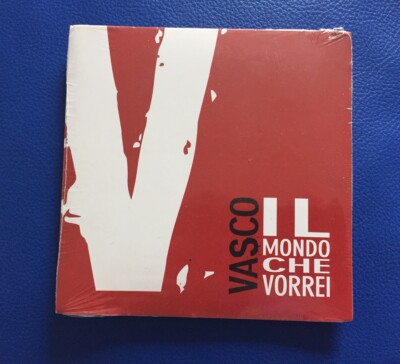 V
VASCO
IL
MONDO
CHE
VORREI